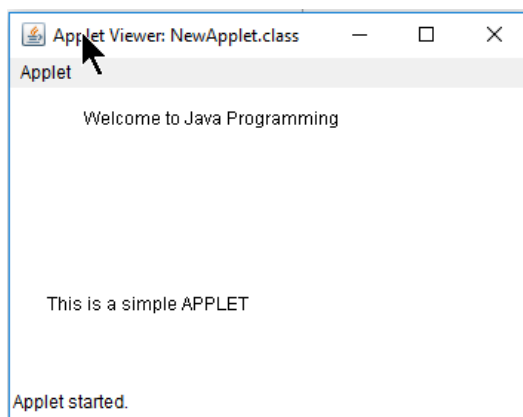 Applet Viewer: NewApplet.class
Applet
Welcome to Java Programming
This is a simple APPLET
Applet started.